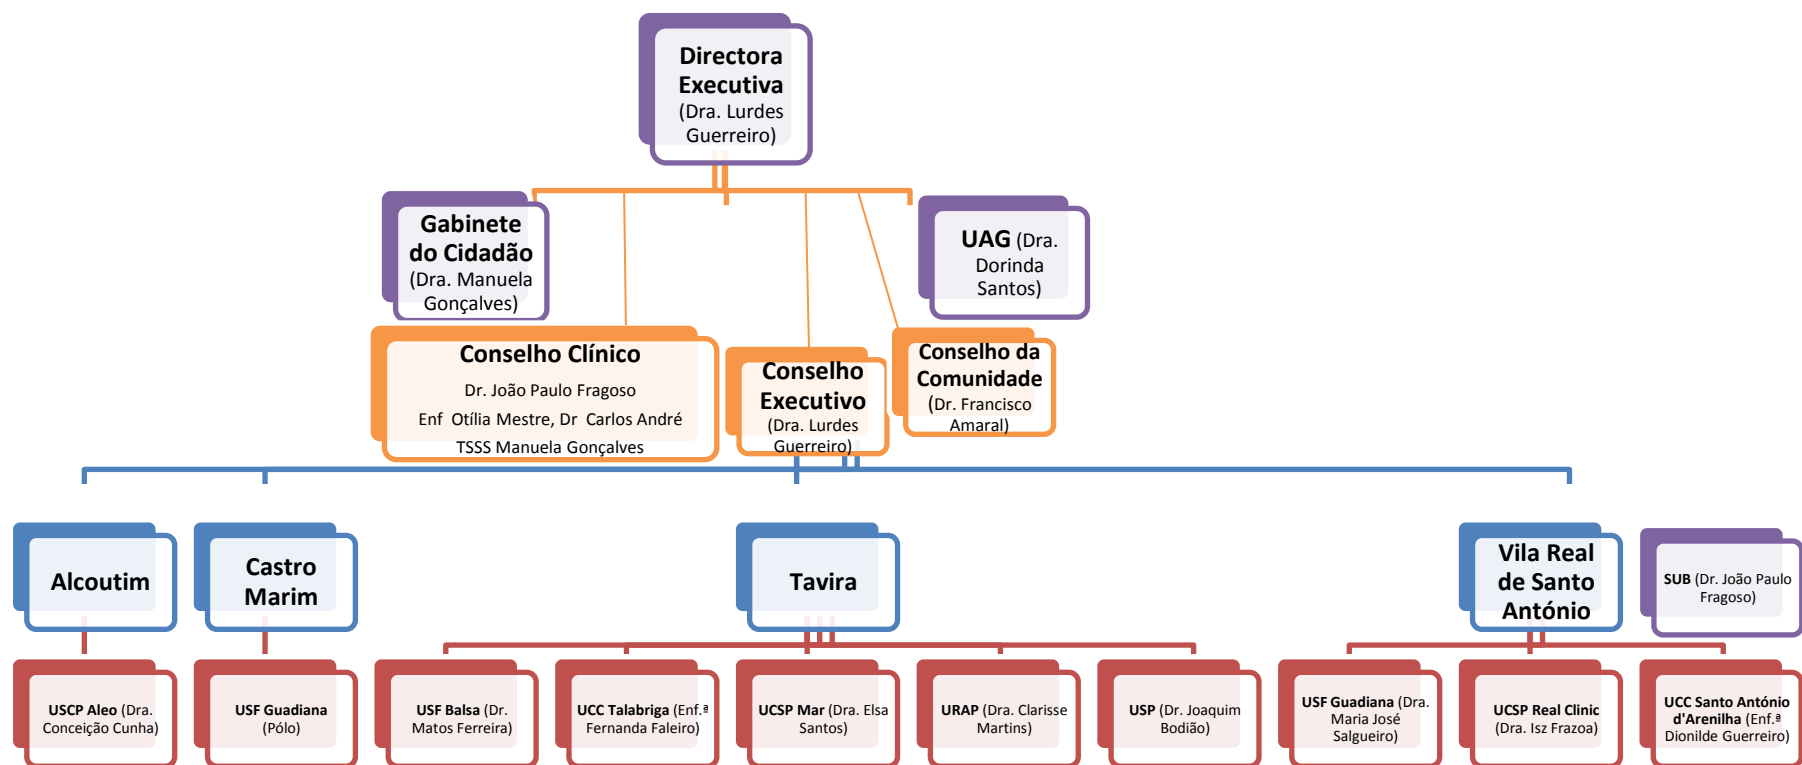 Directora
Executiva
(Dra. Lurdes
Guerreiro)
Gabinete
do Cidadão
(Dra. Manuela
Gonçalves)
UAG (Dra.
Dorinda
Santos)
Conselho Clínico
Dr. João Paulo Fragoso
Enf Otília Mestre, Dr Carlos André
TSSS Manuela Gonçalves
Conselho
Executivo
(Dra. Lurdes
Guerreiro)
Conselho da
Comunidade
(Dr. Francisco
Amaral)
Alcoutim
Castro
Marim
Tavira
Vila Real
de Santo
António
SUB (Dr. João Paulo
Fragoso)
USCP Aleo (Dra.
Conceição Cunha)
USF Guadiana
(Pólo)
USF Balsa (Dr.
Matos Ferreira)
UCC Talabriga (Enf.ª
Fernanda Faleiro)
UCSP Mar (Dra. Elsa
Santos)
URAP (Dra. Clarisse
Martins)
USP (Dr. Joaquim
Bodião)
USF Guadiana (Dra.
Maria José
Salgueiro)
UCSP Real Clinic
(Dra. Isz Frazoa)
UCC Santo António
d'Arenilha (Enf.ª
Dionilde Guerreiro)